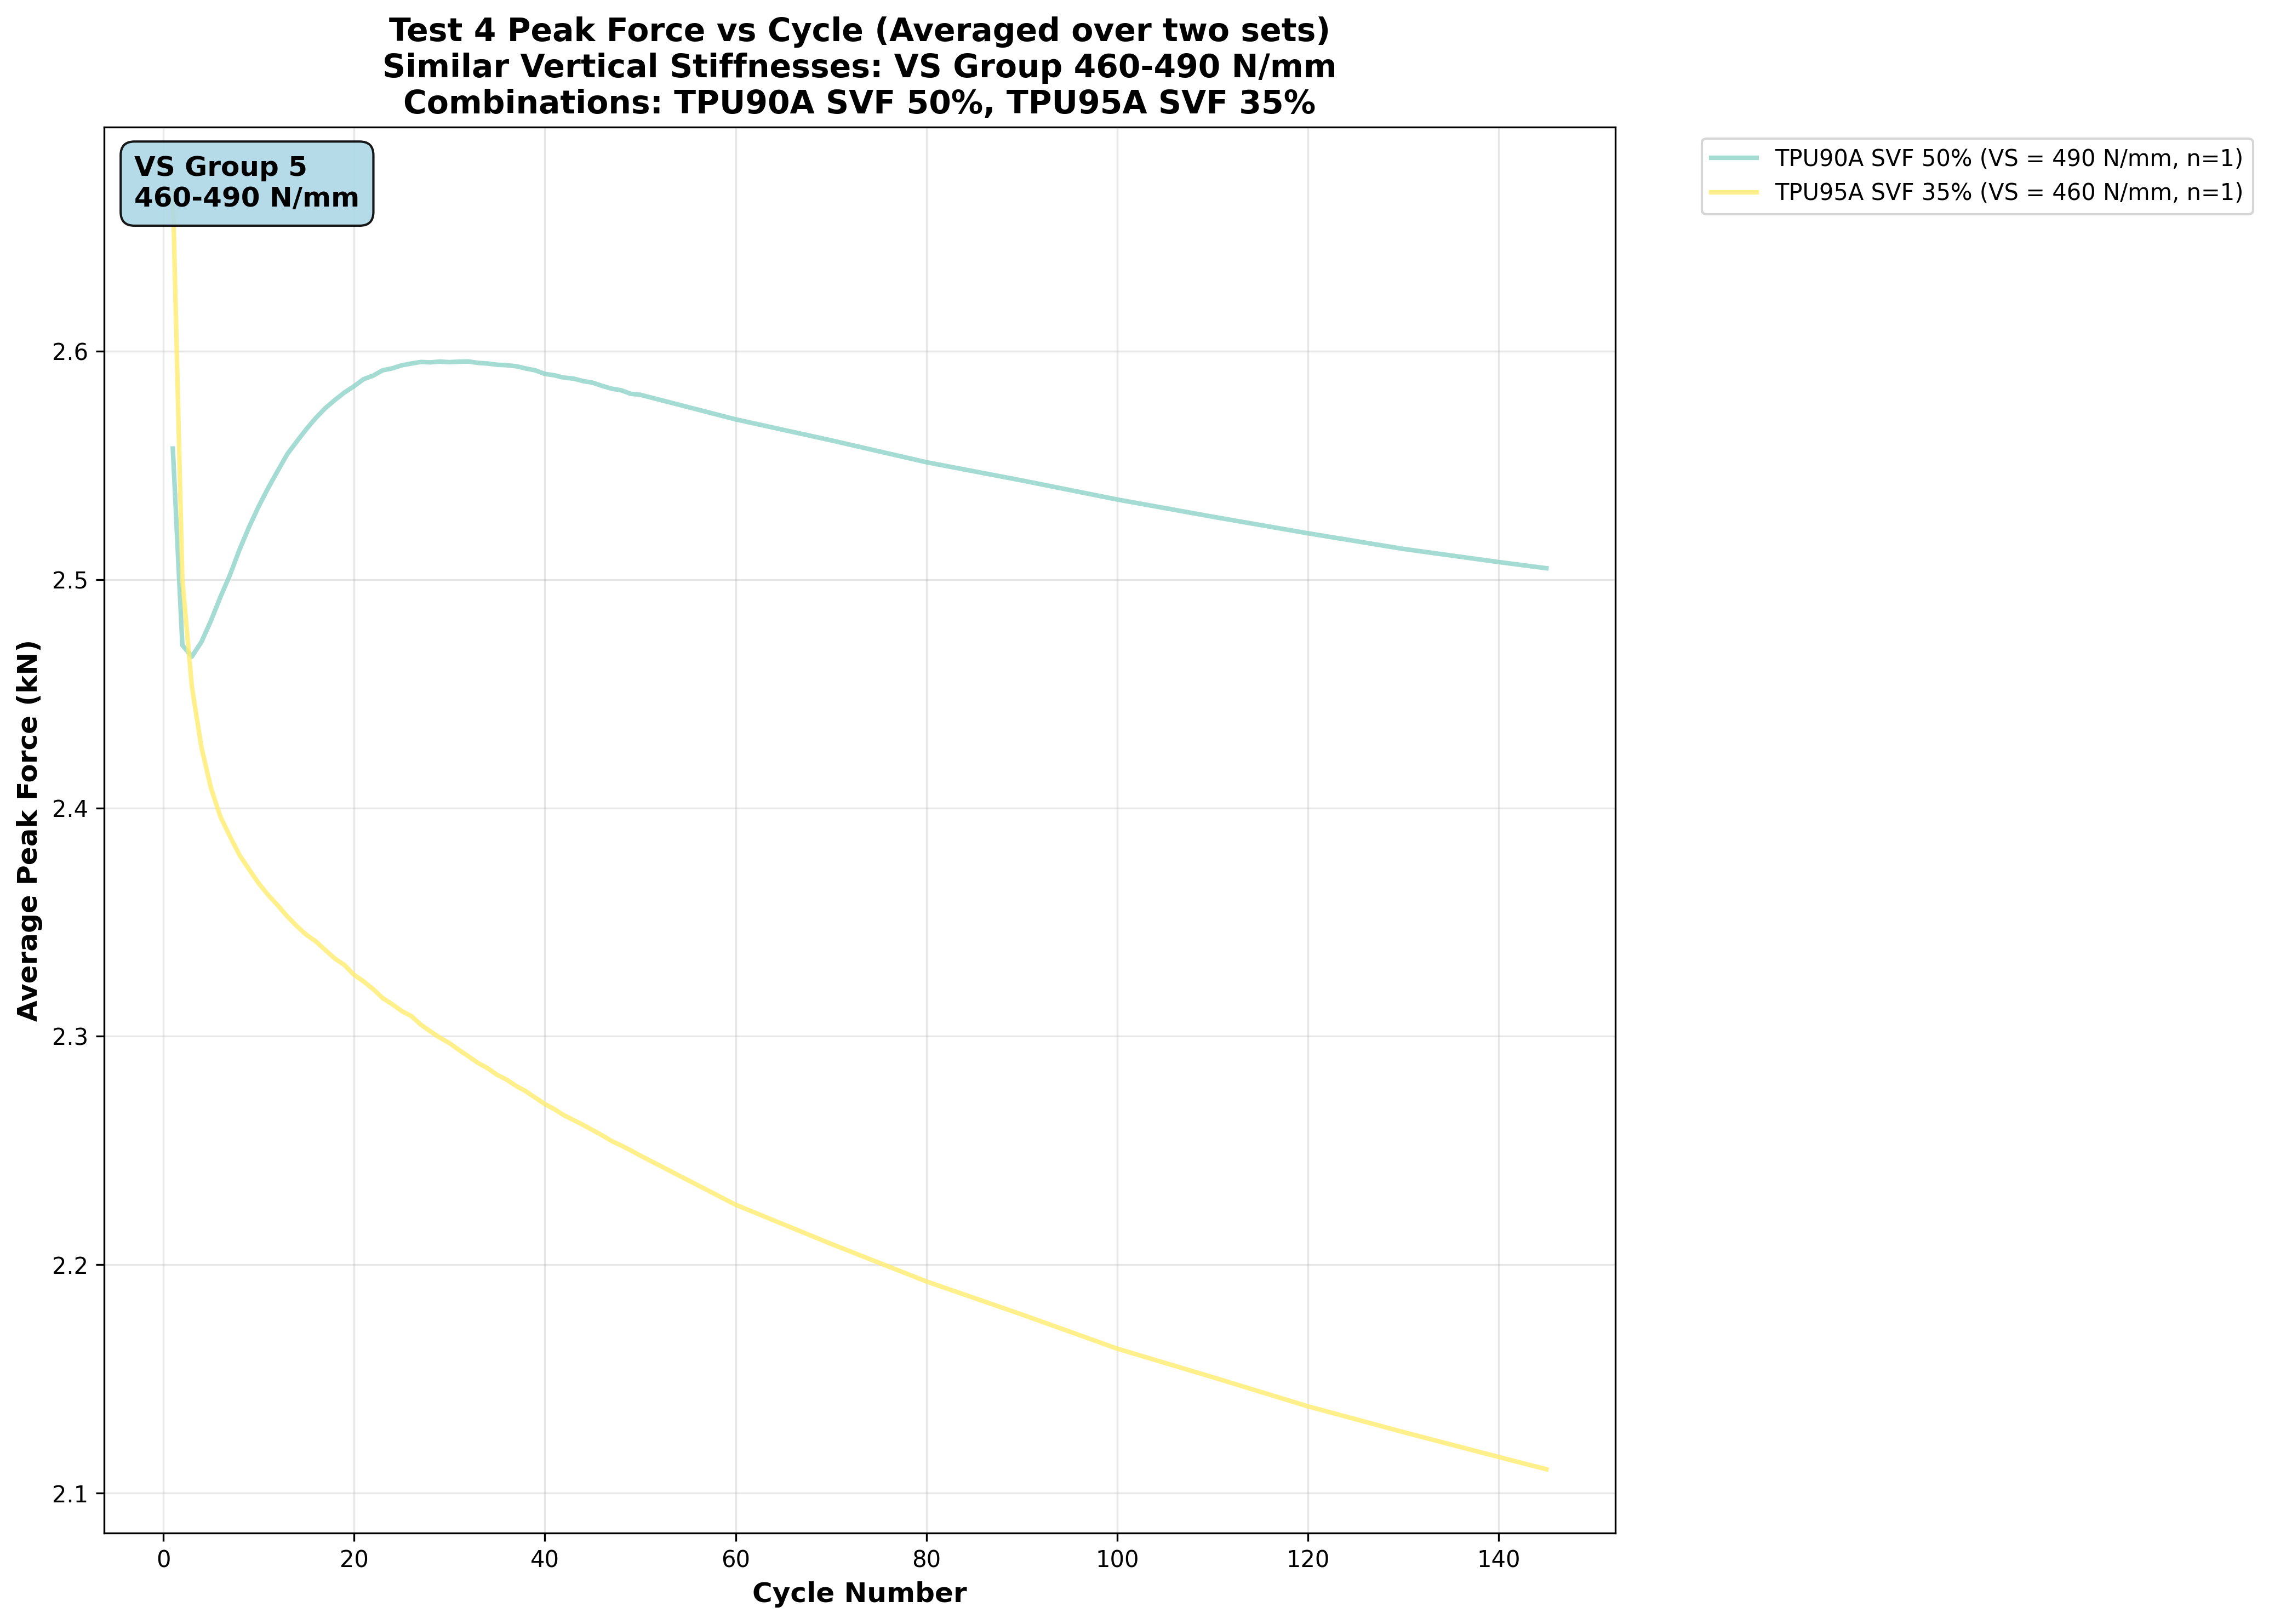 Test 4 Peak Force vs Cycle (Averaged over two sets)
Similar Vertical Stiffnesses: VS Group 460-490 N/mm
Combinations: TPU90A SVF 50%, TPU95A SVF 35%
VS Group 5
460-490 N/mm
TPU90A SVF 50% (VS = 490 N/mm, n=1)
TPU95A SVF 35% (VS = 460 N/mm, n=1)
Average Peak Force (kN)
2.6
2.5
2.4
2.3
2.2
2.1
0 20 40 60 80 100 120 140
Cycle Number